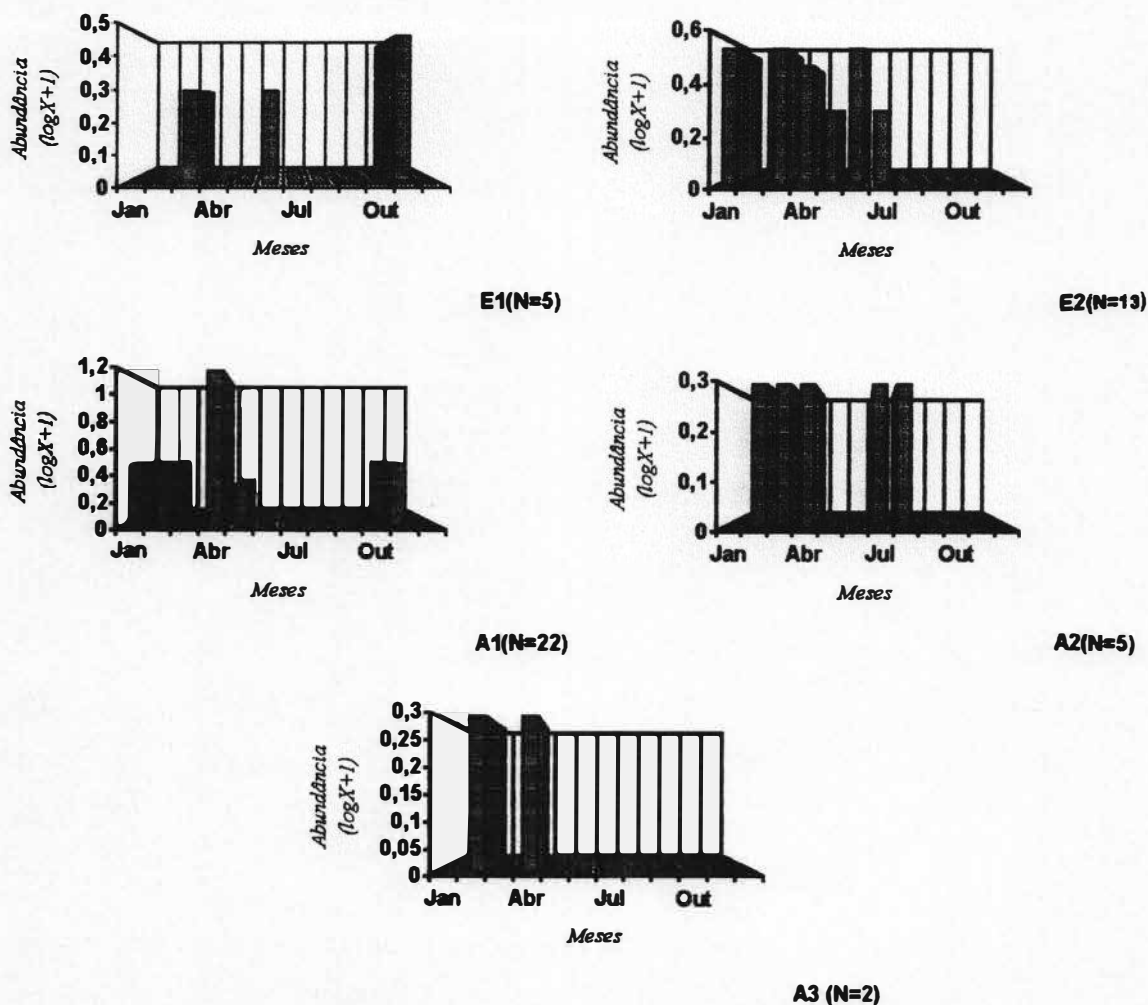 Abundância
(logX+1)
0,5
0,4
0,3
0,2
0,1
0
Jan Abr Jul Out
Meses
E1(N=5)
Abundância
(logX+1)
0,6
0,4
0,2
0
Jan Abr Jul Out
Meses
E2(N=13)
Abundância
(logX+1)
1,2
1
0,8
0,6
0,4
0,2
0
Jan Abr Jul Out
Meses
A1(N=22)
Abundância
(logX+1)
0,3
0,2
0,1
0
Jan Abr Jul Out
Meses
A2(N=5)
Abundância
(logX+1)
0,3
0,25
0,2
0,15
0,1
0,05
0
Jan Abr Jul Out
Meses
A3 (N=2)